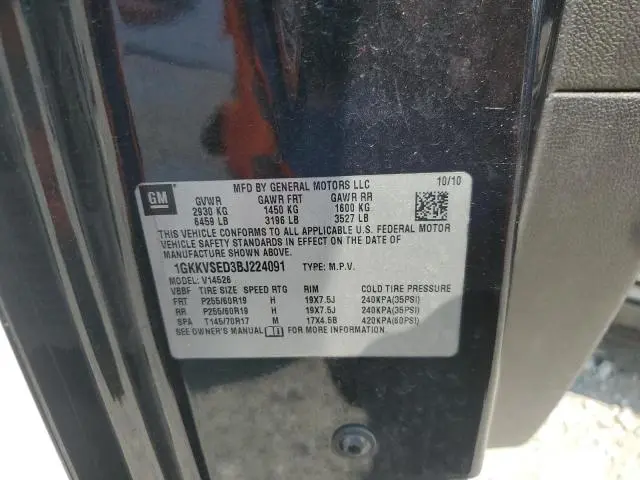 GM
MFD BY GENERAL MOTORS LLC 10/10
GVWR GAWR FRT GAWR RR
2930 KG 1450 KG 1600 KG
6459 LB 3196 LB 3527 LB
THIS VEHICLE CONFORMS TO ALL APPLICABLE U.S. FEDERAL MOTOR
VEHICLE SAFETY STANDARDS IN EFFECT ON THE DATE OF
MANUFACTURE SHOWN ABOVE.
1GKKVSED3BJ224091 TYPE: M.P.V.
MODEL: V14526
VBBF TIRE SIZE SPEED RTG RIM COLD TIRE PRESSURE
FRT P255/60R19 H 19X7.5J 240KPA(35PSI)
RR P255/60R19 H 19X7.5J 240KPA(35PSI)
SPA T145/70R17 M 17X4.5B 420KPA(60PSI)
SEE OWNER'S MANUAL FOR MORE INFORMATION